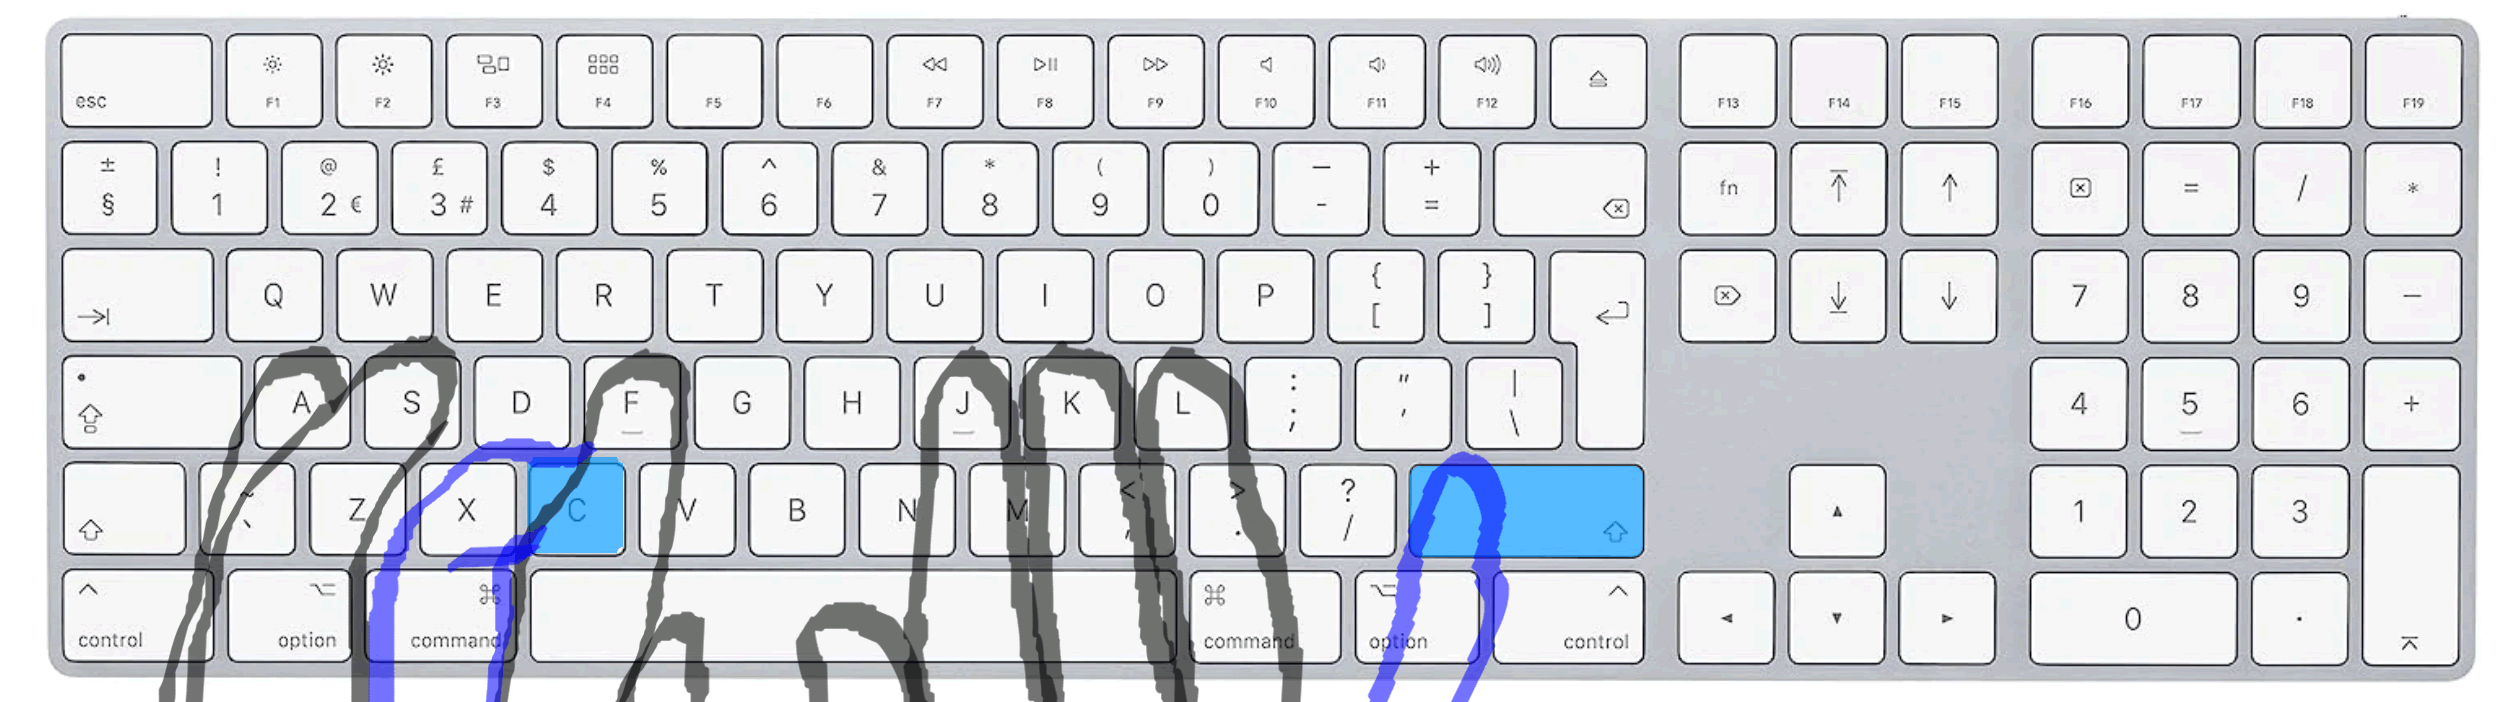 esc F1 F2 F3 F4 F5 F6 F7 F8 F9 F10 F11 F12 F13 F14 F15 F16 F17 F18 F19
± ! @ £ $ % ^ & * ( ) — +
§ 1 2 € 3 # 4 5 6 7 8 9 0 - = fn = / *
Q W E R T Y U I O P { [ } ] 7 8 9 —
A S D F G H J K L : ; " ' | \ 4 5 6 +
~ ` Z X C V B N M < , > . ? / 1 2 3
control option command command option control 0 .